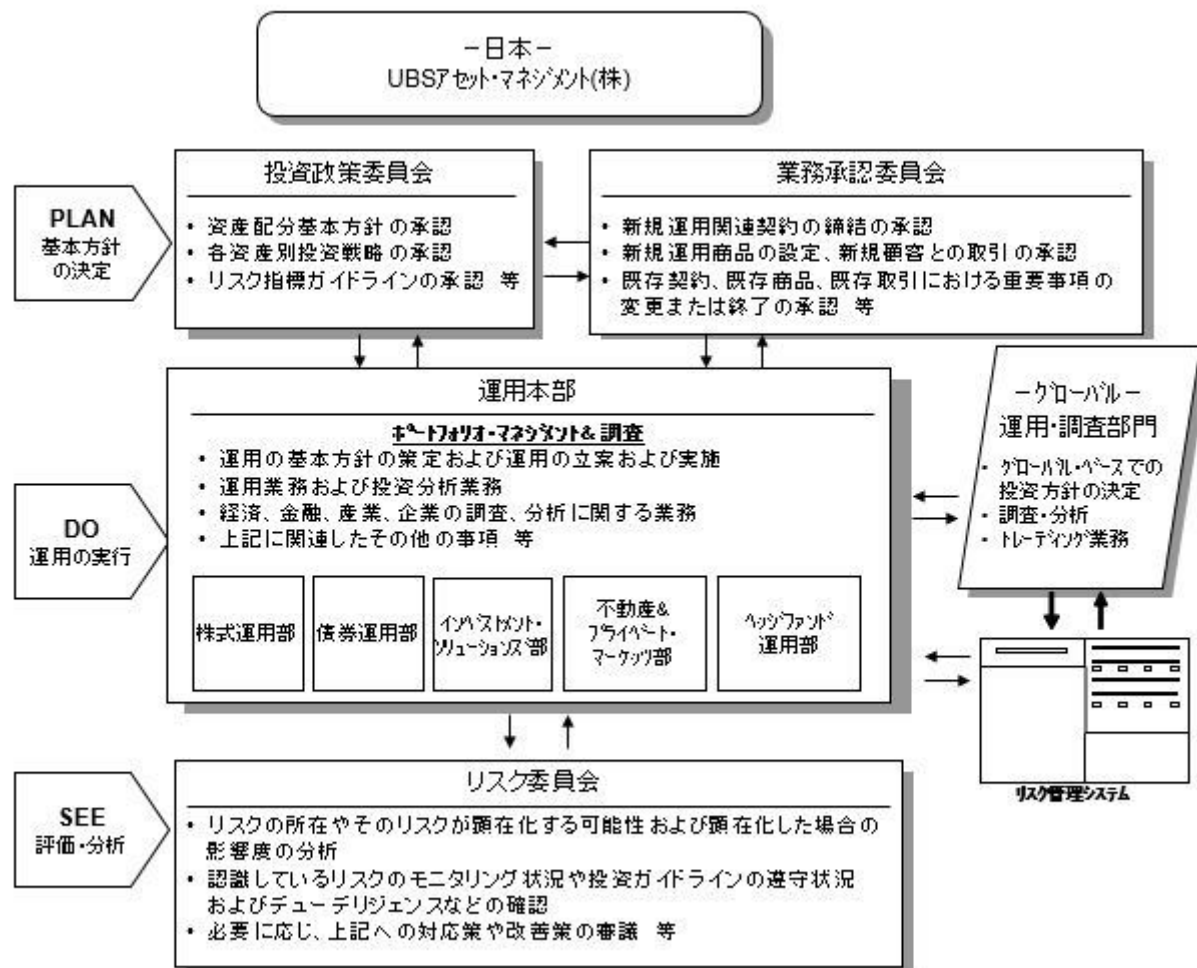 －日本－
UBSアセット・マネジメント(株)
PLAN
基本方針
の決定
投資政策委員会
・ 資産配分基本方針の承認
・ 各資産別投資戦略の承認
・ リスク指標ガイドラインの承認 等
業務承認委員会
・ 新規運用関連契約の締結の承認
・ 新規運用商品の設定、新規顧客との取引の承認
・ 既存契約、既存商品、既存取引における重要事項の
変更または終了の承認 等
DO
運用の実行
運用本部
ポートフォリオ・マネジメント&調査
・ 運用の基本方針の策定および運用の立案および実施
・ 運用業務および投資分析業務
・ 経済、金融、産業、企業の調査、分析に関する業務
・ 上記に関連したその他の事項 等
株式運用部
債券運用部
インベストメント・
ソリューションズ部
不動産&
プライベート・
マーケッツ部
ヘッジファンド
運用部
－グローバル－
運用・調査部門
・ グローバル・ベースでの
投資方針の決定
・ 調査・分析
・ トレーディング業務
リスク管理システム
SEE
評価・分析
リスク委員会
・ リスクの所在やそのリスクが顕在化する可能性および顕在化した場合の
影響度の分析
・ 認識しているリスクのモニタリング状況や投資ガイドラインの遵守状況
およびデューデリジェンスなどの確認
・ 必要に応じ、上記への対応策や改善策の審議 等